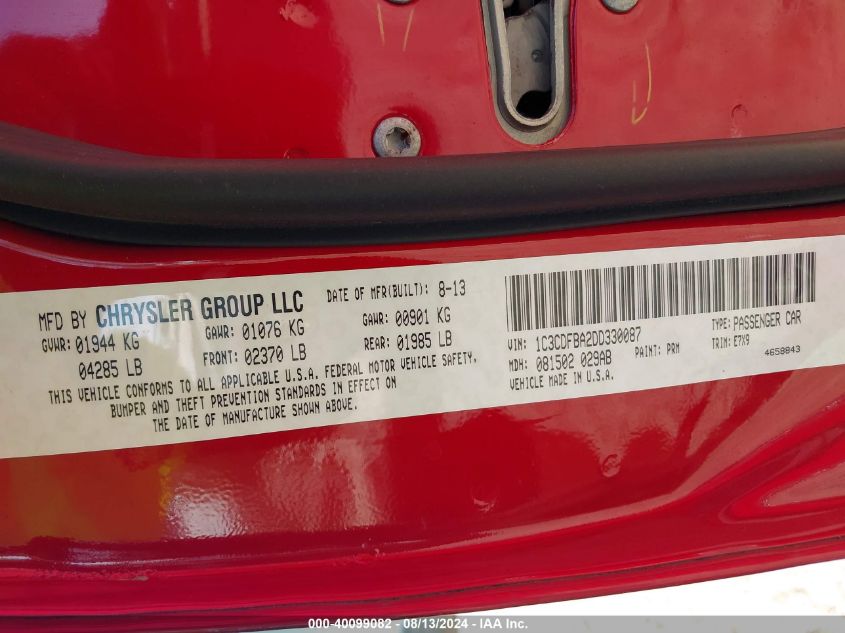 MFD BY CHRYSLER GROUP LLC
DATE OF MFR(BUILT): 8-13
GVWR: 01944 KG
04285 LB
GAWR: 01076 KG
FRONT: 02370 LB
GAWR: 00901 KG
REAR: 01985 LB
THIS VEHICLE CONFORMS TO ALL APPLICABLE U.S.A. FEDERAL MOTOR VEHICLE SAFETY,
BUMPER AND THEFT PREVENTION STANDARDS IN EFFECT ON
THE DATE OF MANUFACTURE SHOWN ABOVE.
VIN: 1C3CDFBA2DD330087
TYPE: PASSENGER CAR
MDH: 081502 029AB
PAINT: PRM
TRIM: E7X9
VEHICLE MADE IN U.S.A.
4658843
000-40099082 - 08/13/2024 - IAA Inc.